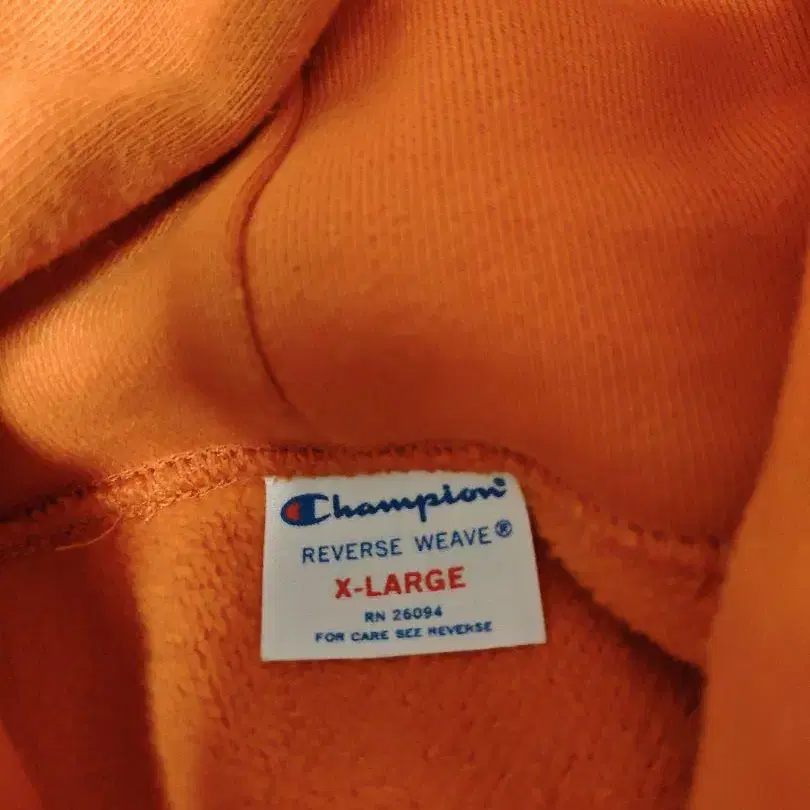 Champion
REVERSE WEAVE®
X-LARGE
RN 26094
FOR CARE SEE REVERSE